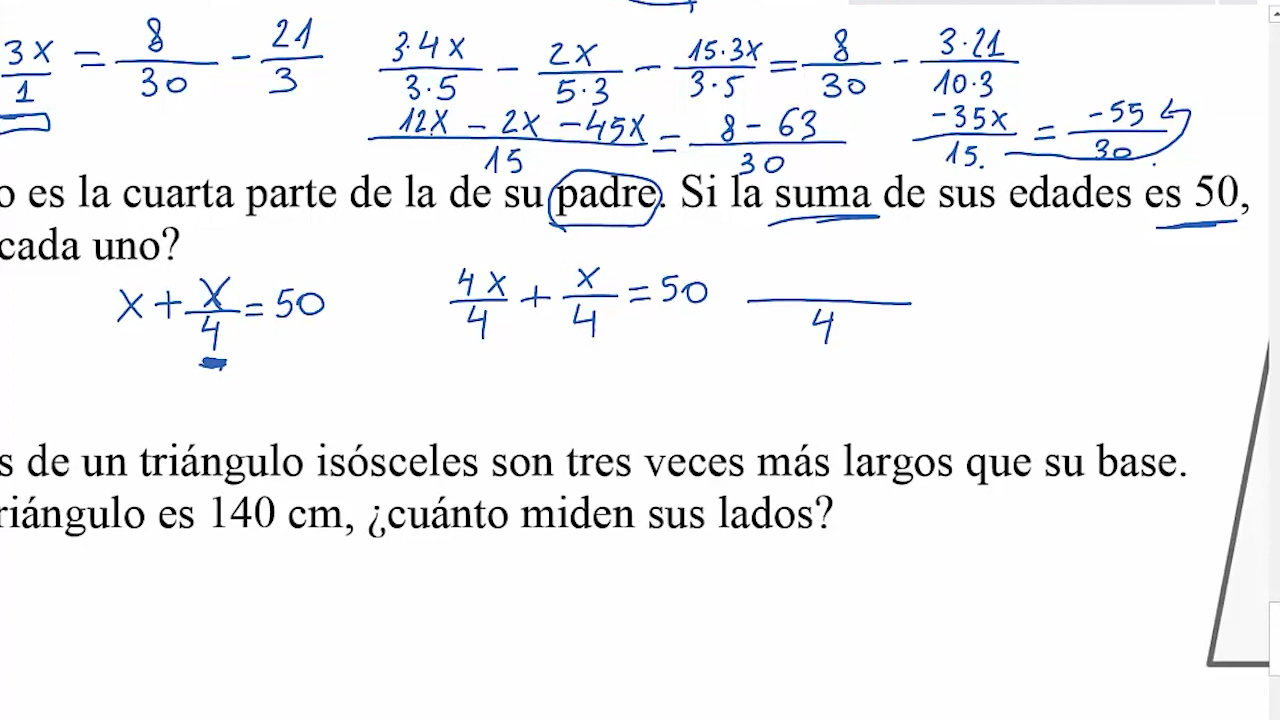 3x/1 = 8/30 - 21/3   3·4x/3·5 - 2x/5·3 - 15·3x/3·5 = 8/30 - 3·21/10·3
12x - 2x - 45x/15 = 8 - 63/30   -35x/15. = -55/30.
o es la cuarta parte de la de su padre. Si la suma de sus edades es 50,
cada uno?
x + x/4 = 50   4x/4 + x/4 = 50   /4
s de un triángulo isósceles son tres veces más largos que su base.
riángulo es 140 cm, ¿cuánto miden sus lados?